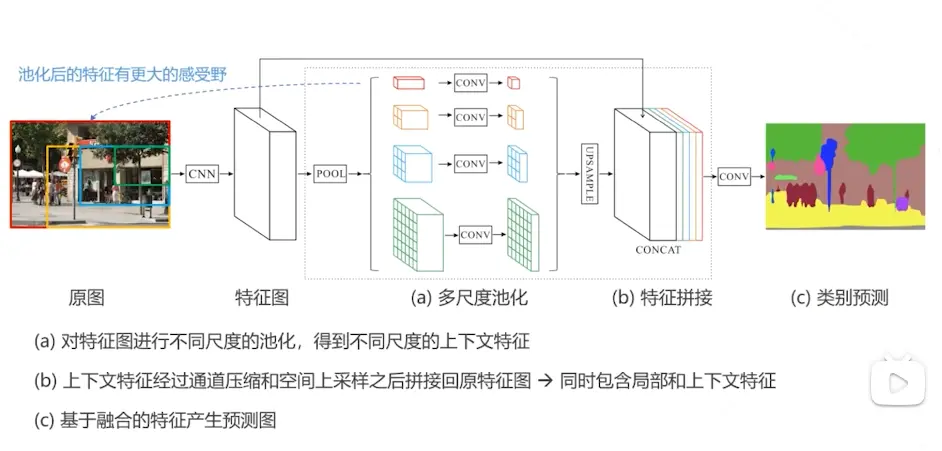 池化后的特征有更大的感受野
CNN
POOL
CONV
CONV
CONV
CONV
UPSAMPLE
CONCAT
CONV
原图
特征图
(a) 多尺度池化
(b) 特征拼接
(c) 类别预测
(a) 对特征图进行不同尺度的池化，得到不同尺度的上下文特征
(b) 上下文特征经过通道压缩和空间上采样之后拼接回原特征图 → 同时包含局部和上下文特征
(c) 基于融合的特征产生预测图